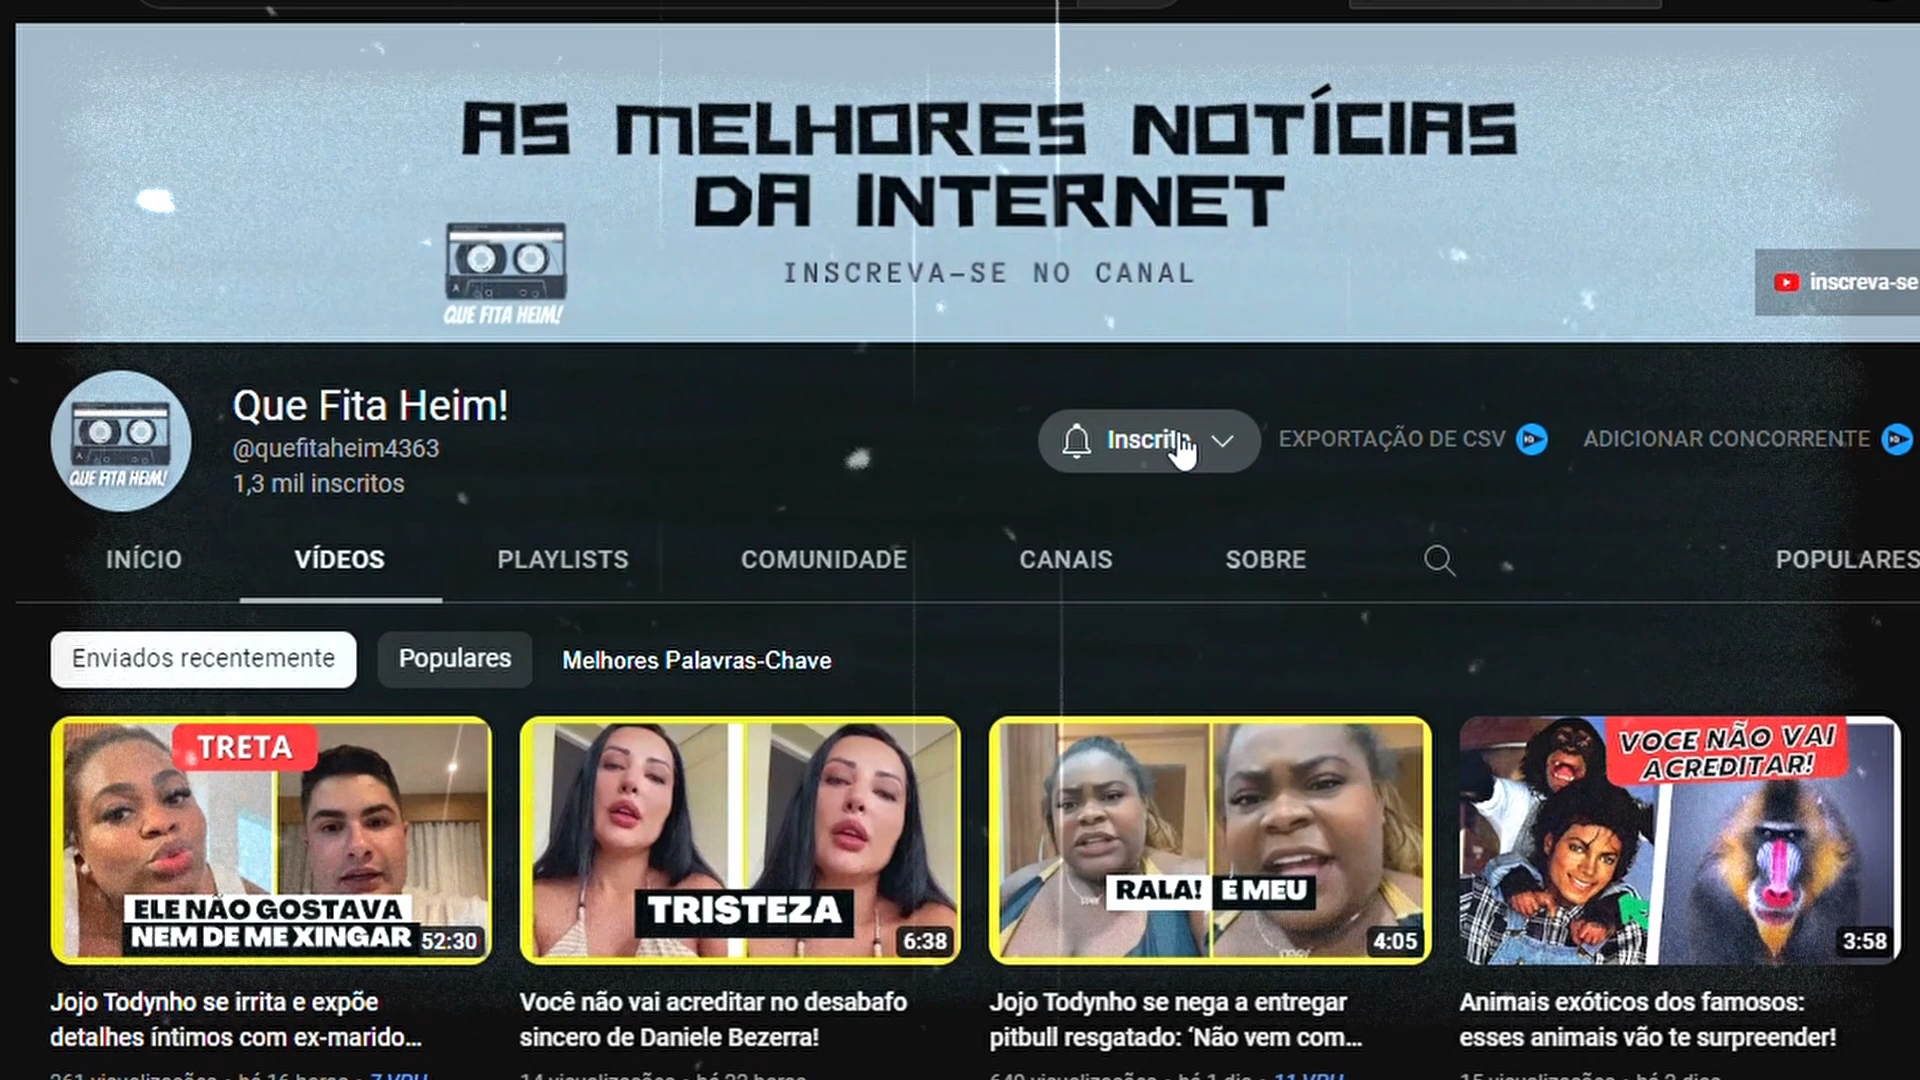 AS MELHORES NOTÍCIAS
DA INTERNET
INSCREVA-SE NO CANAL
QUE FITA HEIM!
inscreva-se
QUE FITA HEIM!
Que Fita Heim!
@quefitaheim4363
1,3 mil inscritos
EXPORTAÇÃO DE CSV
ADICIONAR CONCORRENTE
INÍCIO
VÍDEOS
PLAYLISTS
COMUNIDADE
CANAIS
SOBRE
POPULARES
Enviados recentemente
Populares
Melhores Palavras-Chave
TRETA
ELE NÃO GOSTAVA
NEM DE ME XINGAR
52:30
TRISTEZA
6:38
RALA! E MEU
4:05
VOCE NÃO VAI
ACREDITAR!
3:58
Jojo Todynho se irrita e expõe
detalhes íntimos com ex-marido...
Você não vai acreditar no desabafo
sincero de Daniele Bezerra!
Jojo Todynho se nega a entregar
pitbull resgatado: ‘Não vem com...
Animais exóticos dos famosos:
esses animais vão te surpreender!